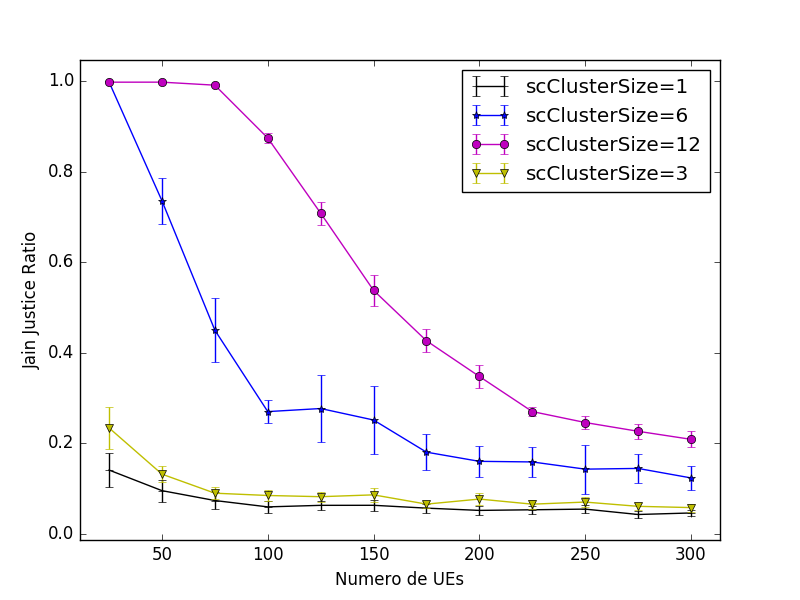 scClusterSize=1
scClusterSize=6
scClusterSize=12
scClusterSize=3
1.0
0.8
0.6
0.4
0.2
0.0
Jain Justice Ratio
50 100 150 200 250 300
Numero de UEs